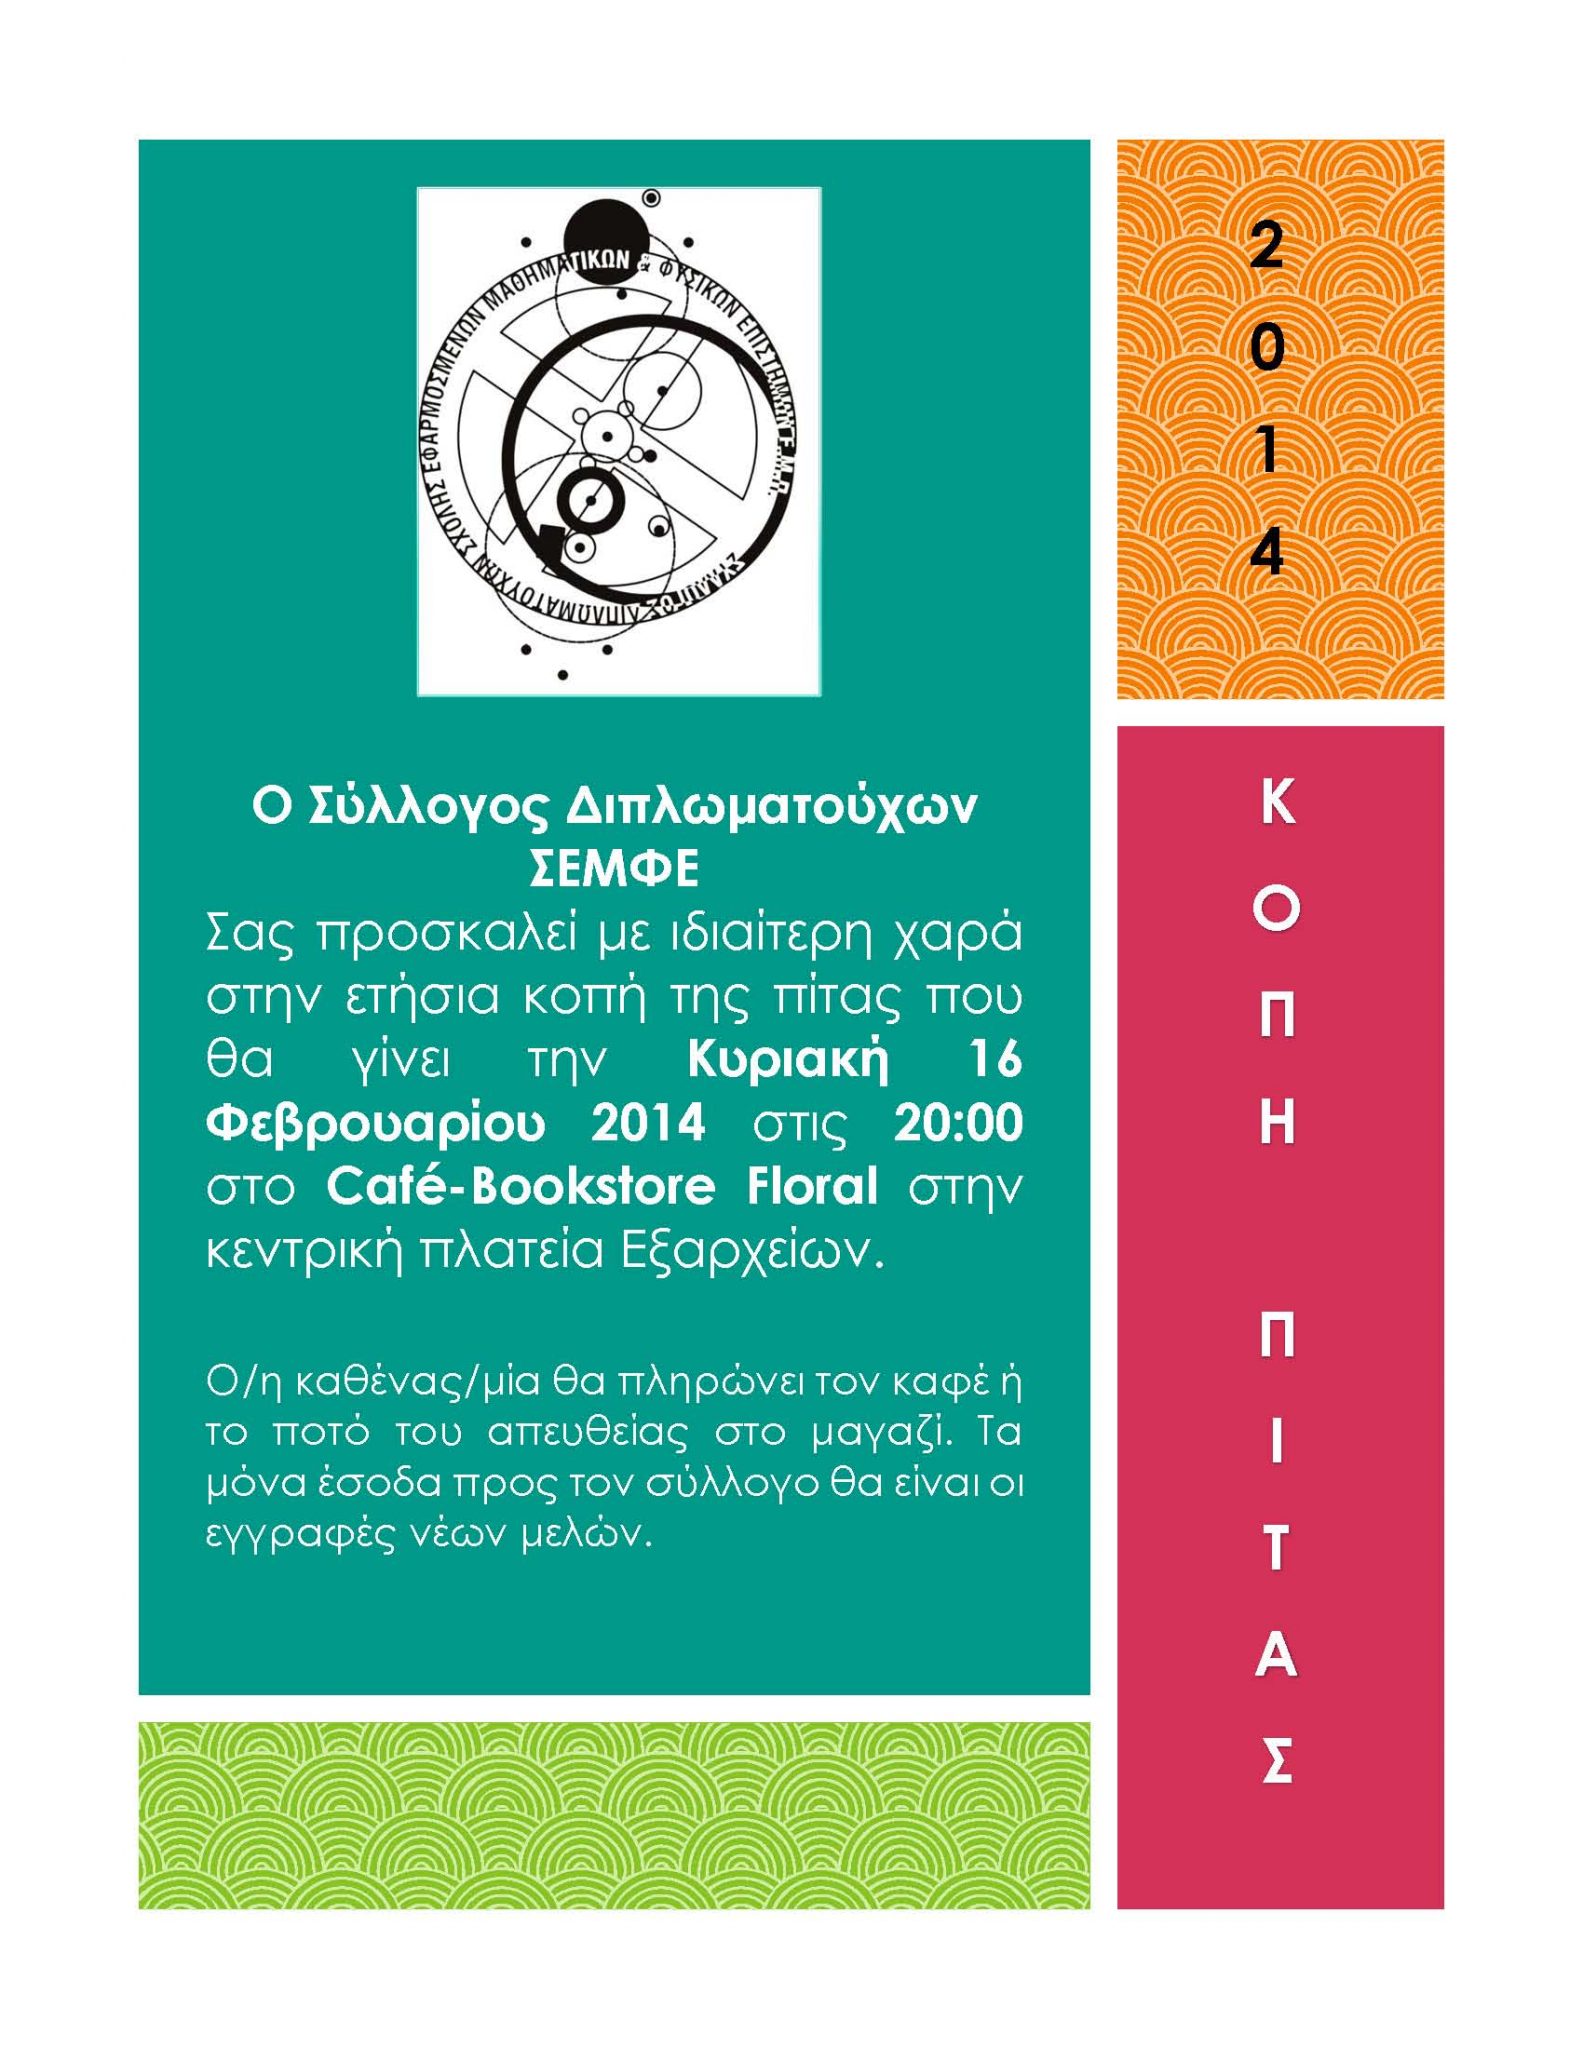 ΣΥΛΛΟΓΟΣ ΔΙΠΛΩΜΑΤΟΥΧΩΝ ΣΧΟΛΗΣ ΕΦΑΡΜΟΣΜΕΝΩΝ ΜΑΘΗΜΑΤΙΚΩΝ & ΦΥΣΙΚΩΝ ΕΠΙΣΤΗΜΩΝ Ε.Μ.Π.
Ο Σύλλογος Διπλωματούχων
ΣΕΜΦΕ
Σας προσκαλεί με ιδιαίτερη χαρά
στην ετήσια κοπή της πίτας που
θα γίνει την Κυριακή 16
Φεβρουαρίου 2014 στις 20:00
στο Café-Bookstore Floral στην
κεντρική πλατεία Εξαρχείων.
Ο/η καθένας/μία θα πληρώνει τον καφέ ή
το ποτό του απευθείας στο μαγαζί. Τα
μόνα έσοδα προς τον σύλλογο θα είναι οι
εγγραφές νέων μελών.
2
0
1
4
Κ
Ο
Π
Η
Π
Ι
Τ
Α
Σ